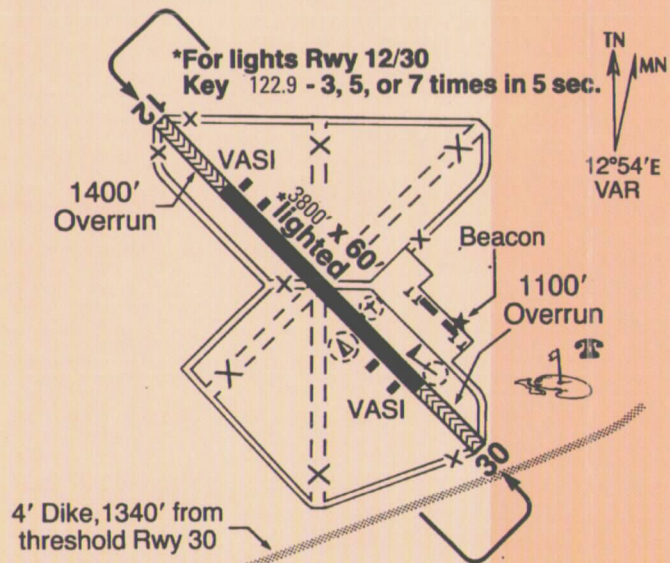 *For lights Rwy 12/30
Key 122.9 - 3, 5, or 7 times in 5 sec.
TN
MN
12°54'E
VAR
12
VASI
1400'
Overrun
3800' x 60'
*lighted
Beacon
1100'
Overrun
VASI
30
4' Dike, 1340' from
threshold Rwy 30